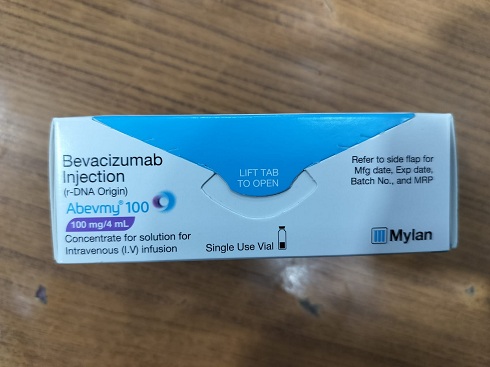 Bevacizumab
Injection
(r-DNA Origin)
Abevmy® 100
100 mg/4 mL
Concentrate for solution for
Intravenous (I.V) infusion
LIFT TAB
TO OPEN
Single Use Vial
Refer to side flap for
Mfg date, Exp date,
Batch No., and MRP
Mylan